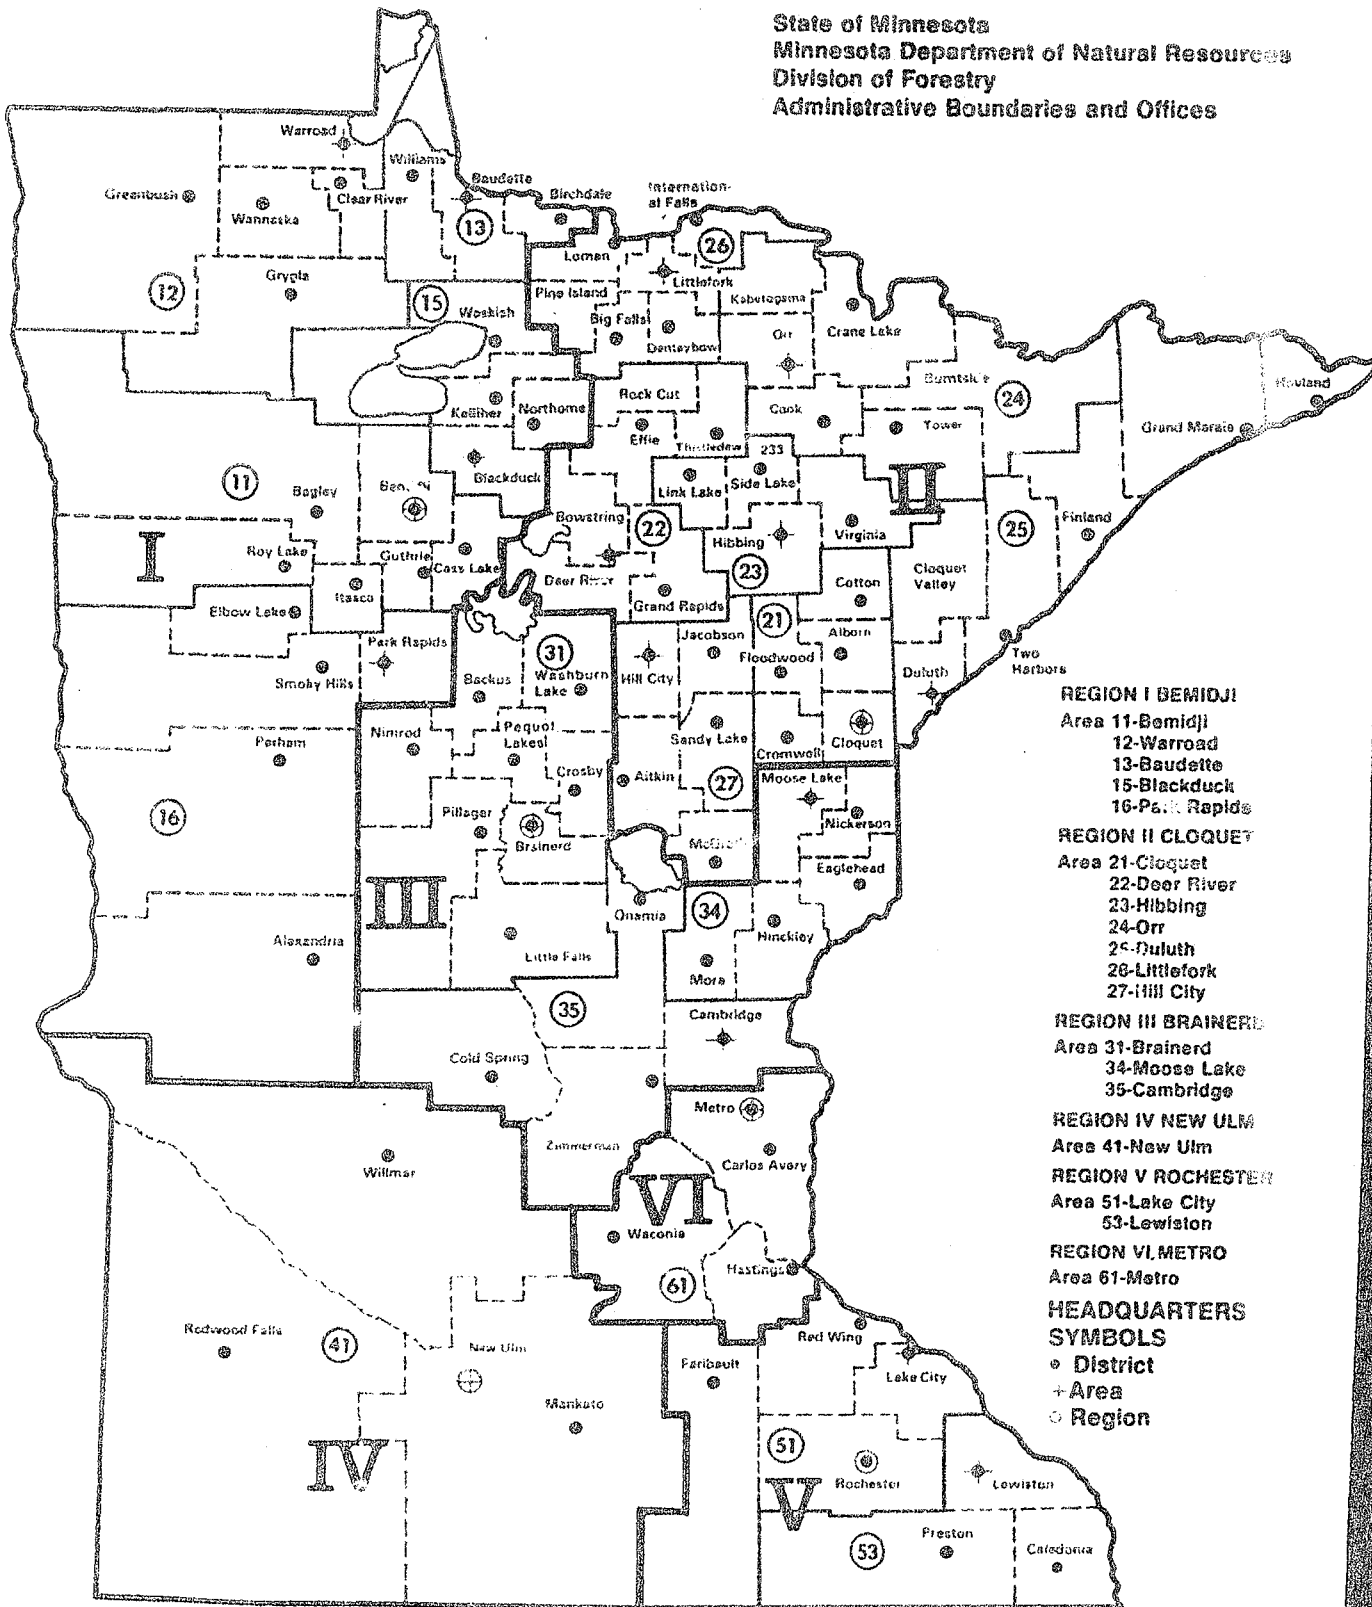 State of Minnesota
Minnesota Department of Natural Resources
Division of Forestry
Administrative Boundaries and Offices
Warroad
Williams
Baudette
Birchdale
Internation-
al Falls
Greenbush
Wannaska
Clear River
13
26
Loman
Littlefork
12
Grygla
15
Pine Island
Kabetogama
Waskish
Big Falls
Crane Lake
Orr
Burntside
Rock Cut
24
Hovland
Kelliher
Northome
Cook
Effie
Tower
Grand Marais
Thistledew
233
11
Blackduck
Link Lake
Side Lake
II
Bagley
Bowstring
22
25
Finland
I
Hibbing
Virginia
Roy Lake
Guthrie
Cass Lake
Deer River
23
Cotton
Cloquet
Valley
Itasca
Elbow Lake
Grand Rapids
21
Park Rapids
31
Jacobson
Alborn
Floodwood
Two
Harbors
Smoky Hills
Backus
Washburn
Lake
Hill City
Duluth
Nimrod
Pequot
Lakes
Sandy Lake
Cromwell
Cloquet
Perham
Crosby
Aitkin
27
Moose Lake
16
Pillager
Nickerson
Brainerd
Eaglehead
III
Onamia
34
Hinckley
Alexandria
Little Falls
Mora
35
Cambridge
Cold Spring
Metro
Zimmerman
Carlos Avery
Willmar
VI
Waconia
Hastings
61
Redwood Falls
41
New Ulm
Red Wing
Faribault
Lake City
Mankato
IV
51
Rochester
Lewiston
V
53
Preston
Caledonia
REGION I BEMIDJI
Area 11-Bemidji
12-Warroad
13-Baudette
15-Blackduck
16-Park Rapids
REGION II CLOQUET
Area 21-Cloquet
22-Deer River
23-Hibbing
24-Orr
25-Duluth
26-Littlefork
27-Hill City
REGION III BRAINERD
Area 31-Brainerd
34-Moose Lake
35-Cambridge
REGION IV NEW ULM
Area 41-New Ulm
REGION V ROCHESTER
Area 51-Lake City
53-Lewiston
REGION VI, METRO
Area 61-Metro
HEADQUARTERS
SYMBOLS
District
Area
Region